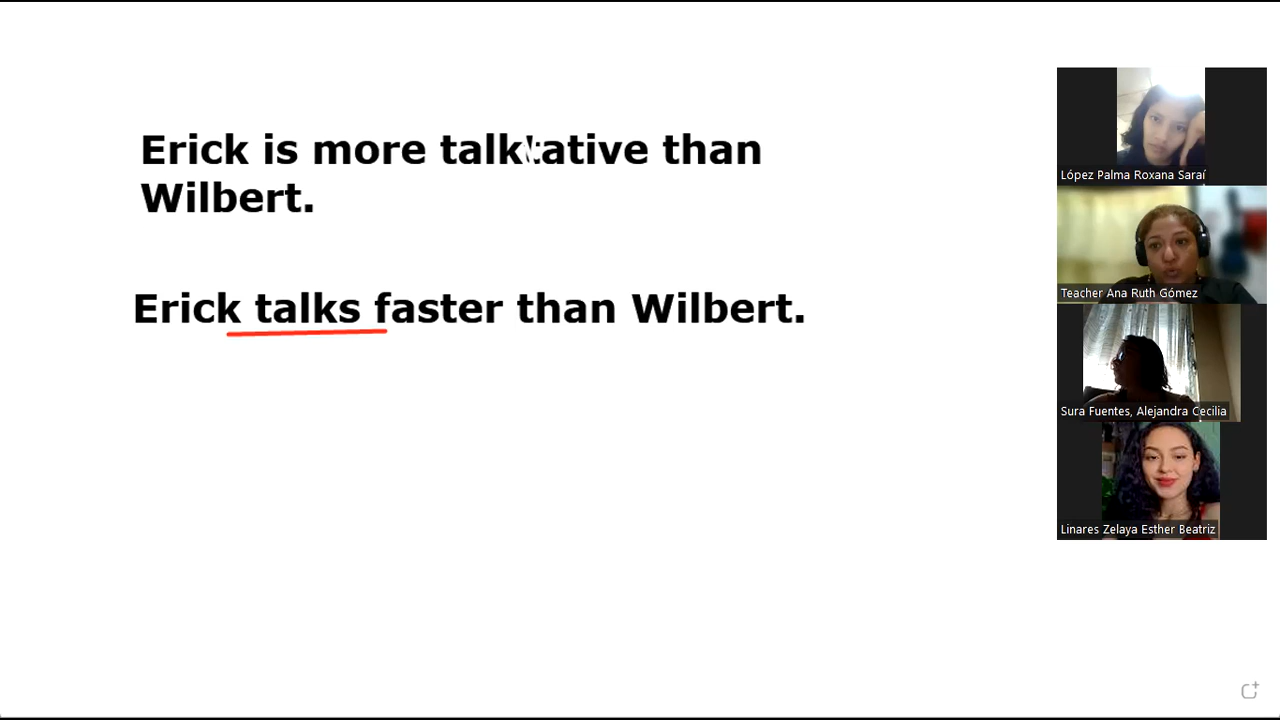 Erick is more talkative than
Wilbert.
Erick talks faster than Wilbert.
López Palma Roxana Saraí
Teacher Ana Ruth Gómez
Sura Fuentes, Alejandra Cecilia
Linares Zelaya Esther Beatriz